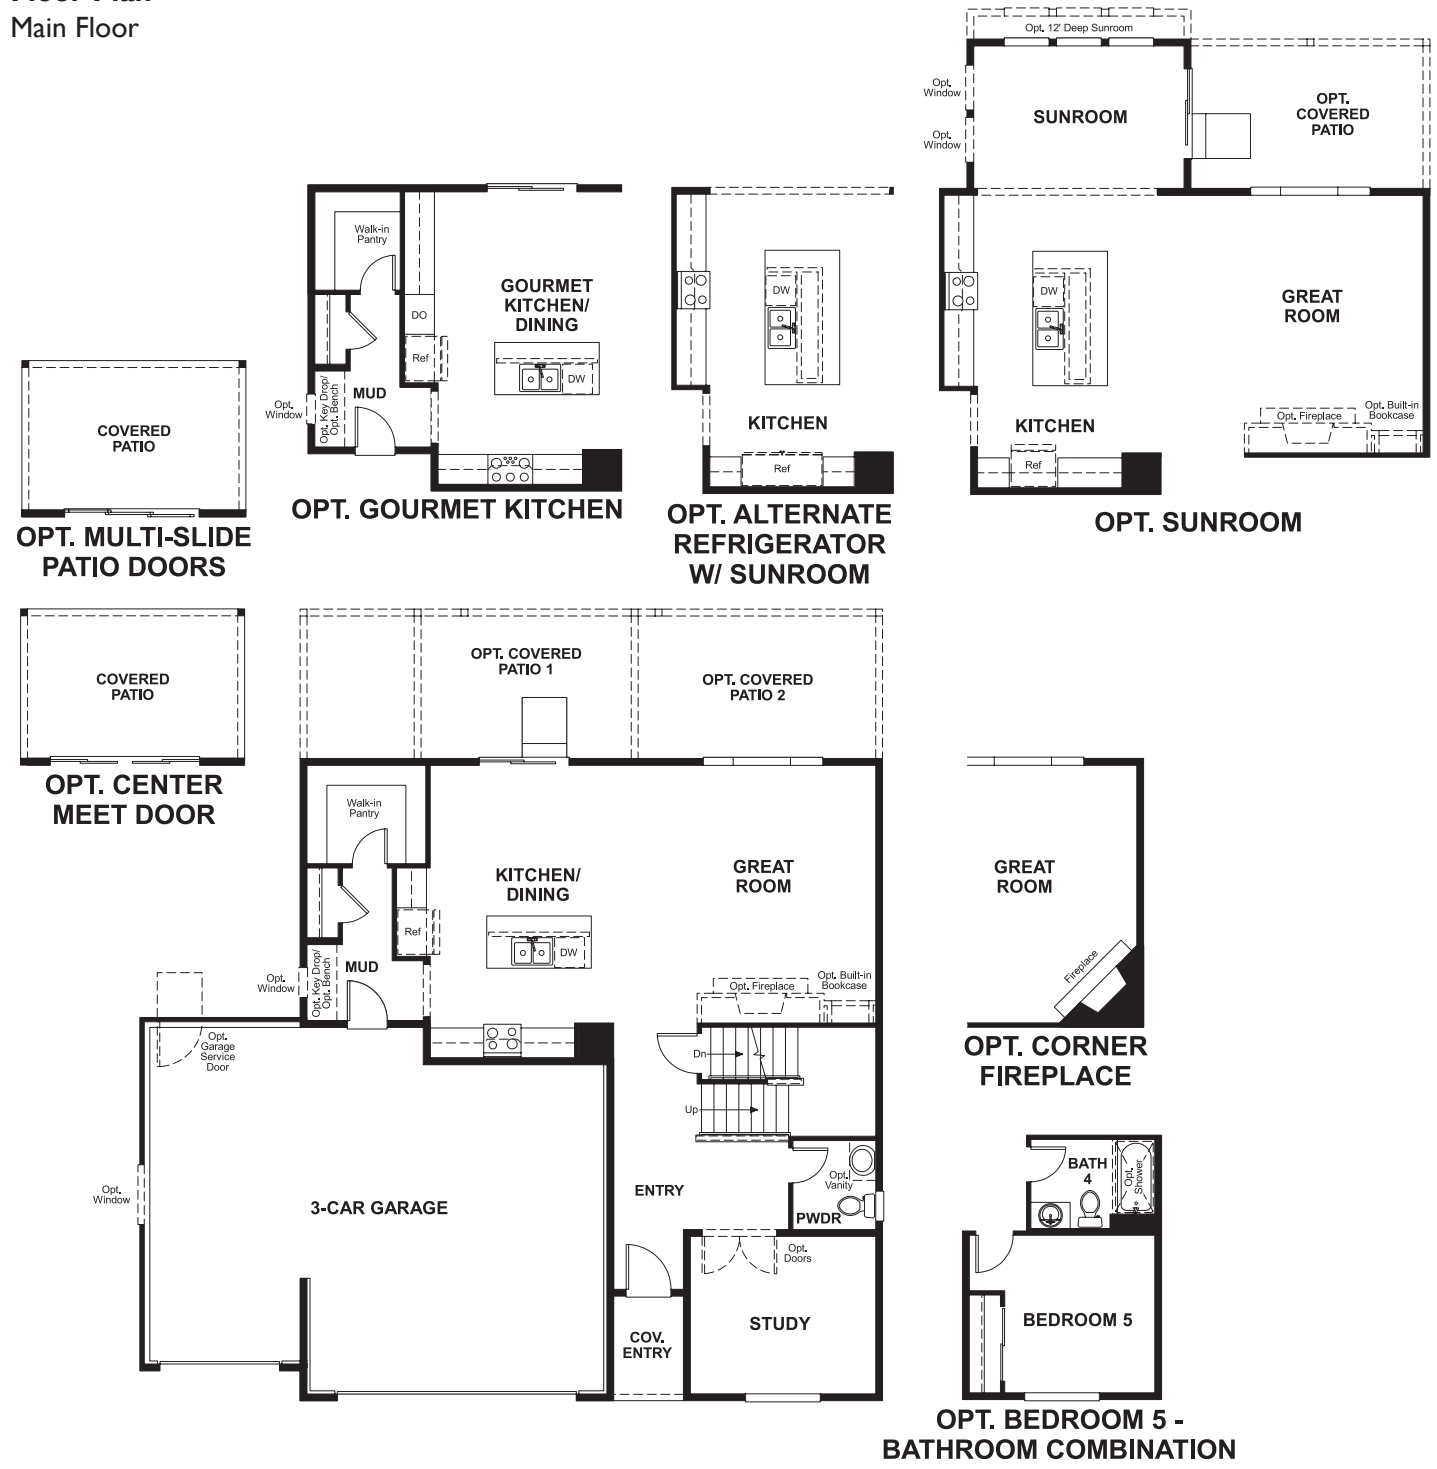 Main Floor
Opt. 12' Deep Sunroom
Opt.
Window
Opt.
Window
SUNROOM
OPT.
COVERED
PATIO
GREAT
ROOM
DW
KITCHEN
Ref
Opt. Fireplace
Opt. Built-in
Bookcase
OPT. SUNROOM
Walk-in
Pantry
GOURMET
KITCHEN/
DINING
DO
Ref
DW
MUD
Opt.
Window
Opt. Key Drop/
Opt. Bench
OPT. GOURMET KITCHEN
DW
KITCHEN
Ref
OPT. ALTERNATE
REFRIGERATOR
W/ SUNROOM
COVERED
PATIO
OPT. MULTI-SLIDE
PATIO DOORS
COVERED
PATIO
OPT. CENTER
MEET DOOR
OPT. COVERED
PATIO 1
OPT. COVERED
PATIO 2
Walk-in
Pantry
KITCHEN/
DINING
GREAT
ROOM
Ref
DW
MUD
Opt.
Window
Opt. Key Drop/
Opt. Bench
Opt. Fireplace
Opt. Built-in
Bookcase
Opt.
Garage
Service
Door
Dn
Up
Opt.
Window
3-CAR GARAGE
ENTRY
Opt.
Vanity
PWDR
Opt.
Doors
STUDY
COV.
ENTRY
GREAT
ROOM
Fireplace
OPT. CORNER
FIREPLACE
BATH
4
Opt.
Shower
BEDROOM 5
OPT. BEDROOM 5 -
BATHROOM COMBINATION